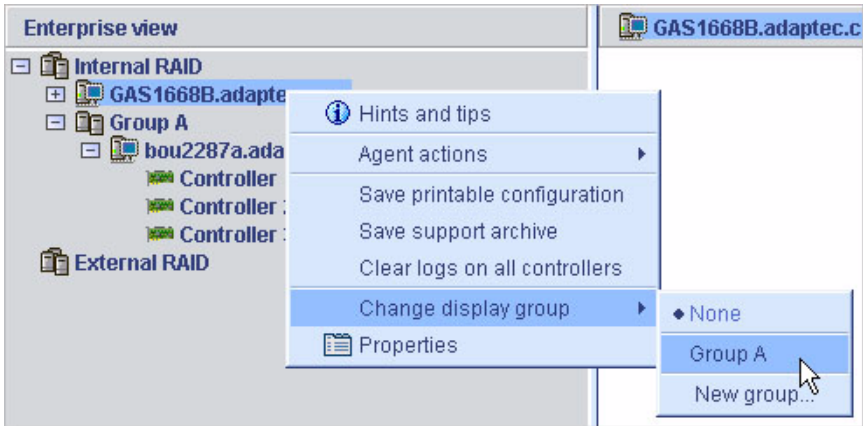 Enterprise view
GAS1668B.adaptec.c
Internal RAID
GAS1668B.adapte
Group A
bou2287a.ada
Controller
Controller
Controller
External RAID
Hints and tips
Agent actions
Save printable configuration
Save support archive
Clear logs on all controllers
Change display group
Properties
None
Group A
New group...